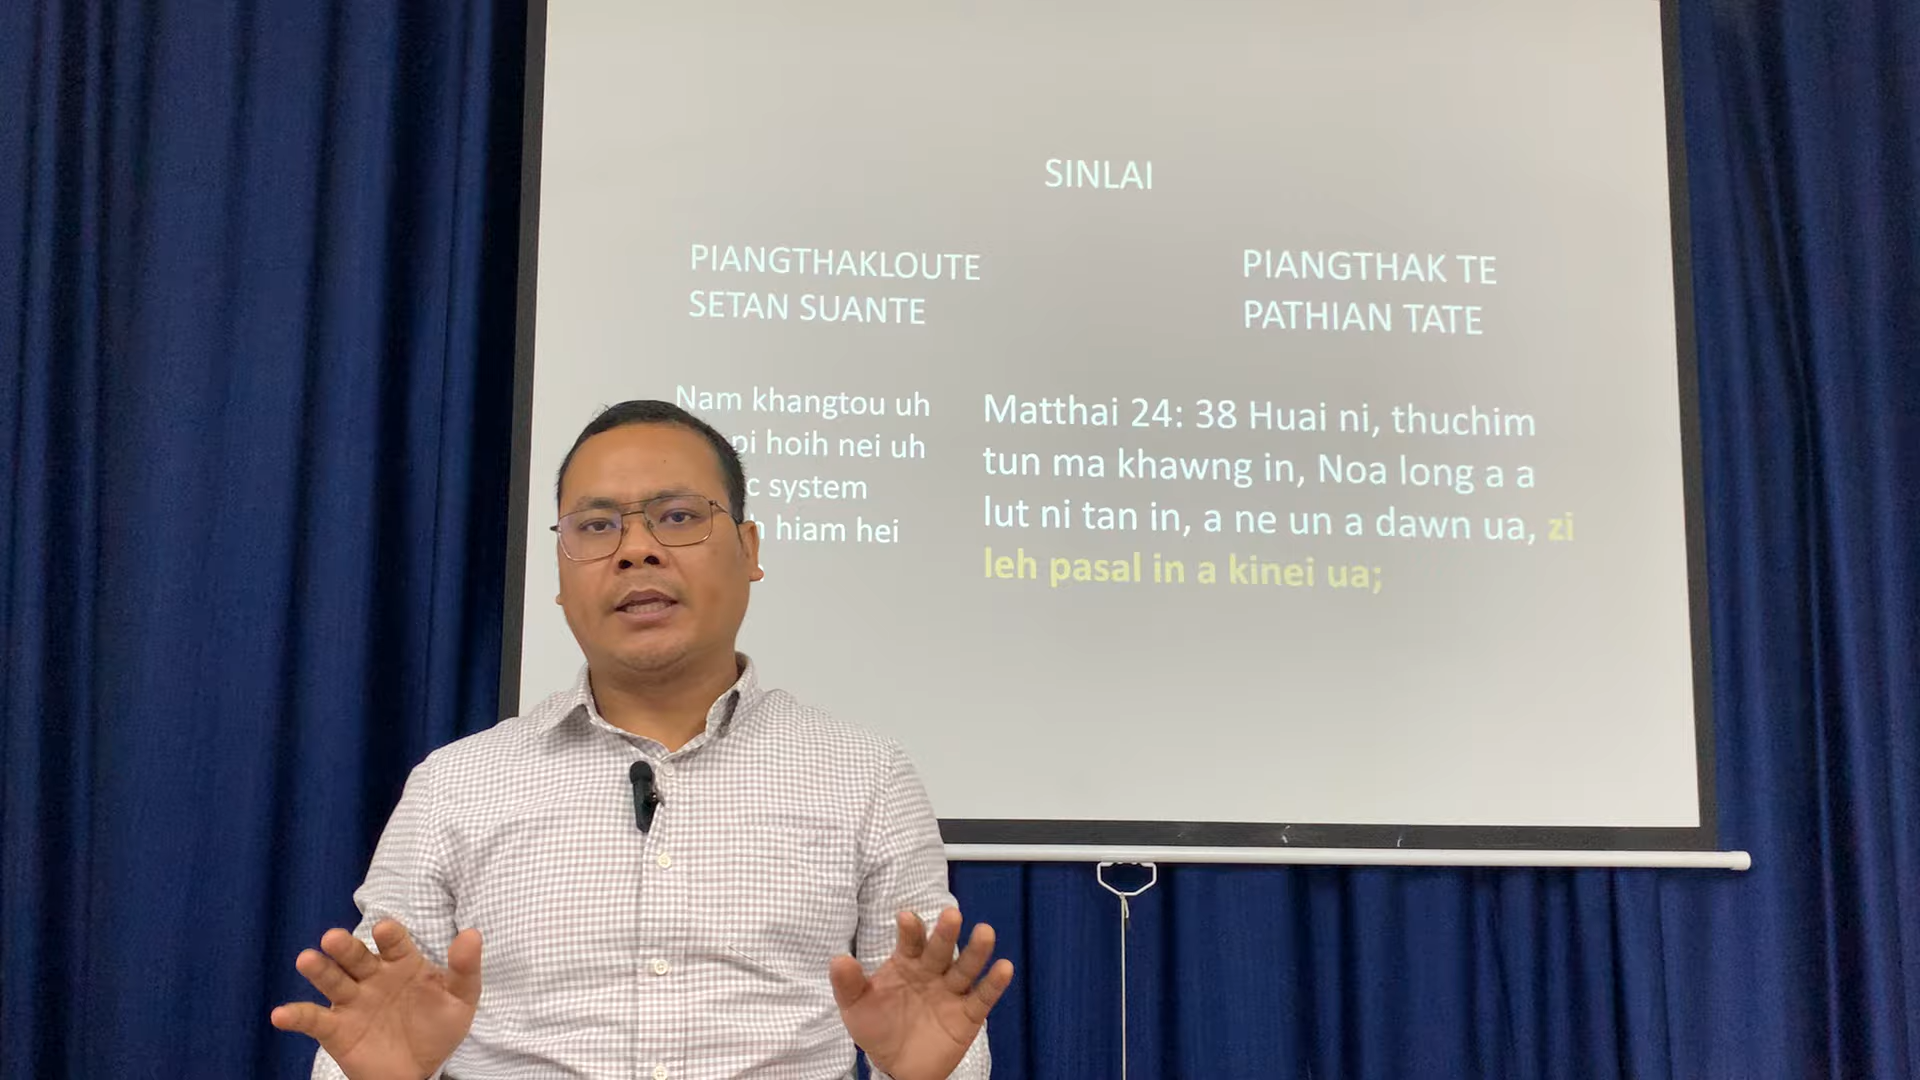 SINLAI
PIANGTHAKLOUTE
SETAN SUANTE
PIANGTHAK TE
PATHIAN TATE
Nam khangtou uh
hoih nei uh
system
hiam hei
Matthai 24: 38 Huai ni, thuchim
tun ma khawng in, Noa long a a
lut ni tan in, a ne un a dawn ua, zi
leh pasal in a kinei ua;